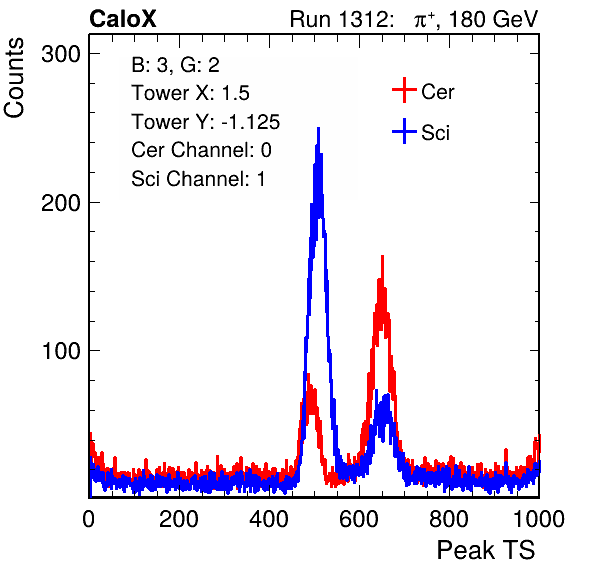 CaloX
Run 1312: π⁺, 180 GeV
Counts
B: 3, G: 2
Tower X: 1.5
Tower Y: -1.125
Cer Channel: 0
Sci Channel: 1
Cer
Sci
300
200
100
0 200 400 600 800 1000
Peak TS